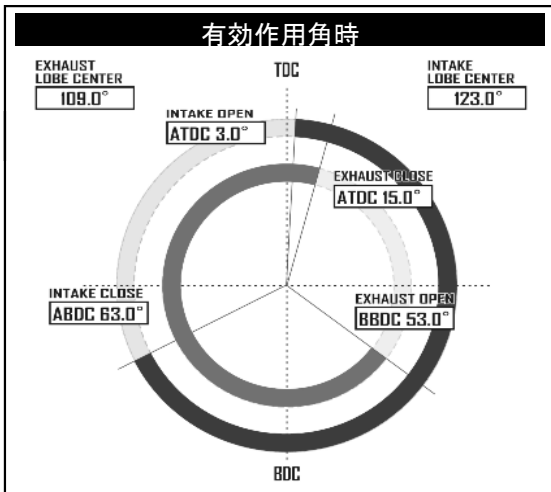 有効作用角時
EXHAUST
LOBE CENTER
109.0°
TDC
INTAKE
LOBE CENTER
123.0°
INTAKE OPEN
ATDC 3.0°
EXHAUST CLOSE
ATDC 15.0°
INTAKE CLOSE
ABDC 63.0°
EXHAUST OPEN
BBDC 53.0°
BDC